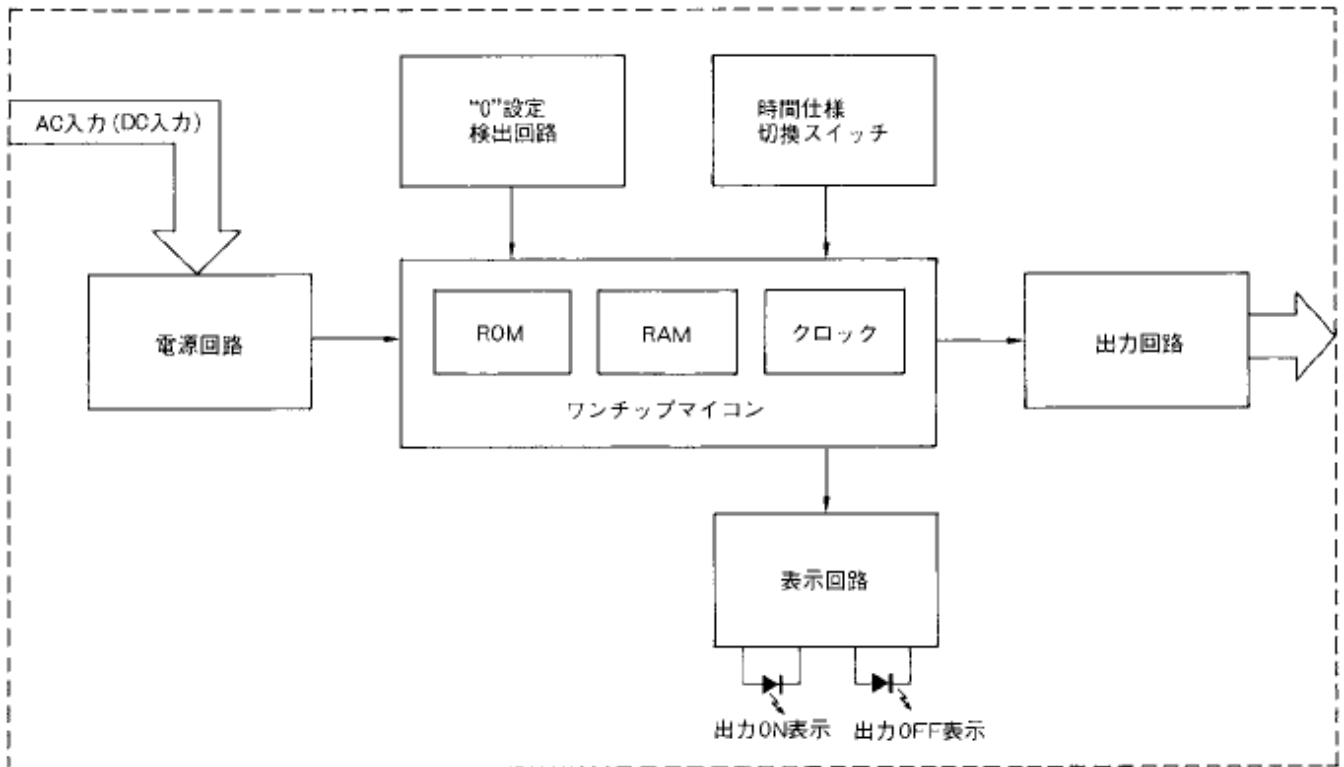 “0”設定
検出回路
時間仕様
切換スイッチ
AC入力(DC入力)
電源回路
ROM
RAM
クロック
ワンチップマイコン
出力回路
表示回路
出力ON表示
出力OFF表示